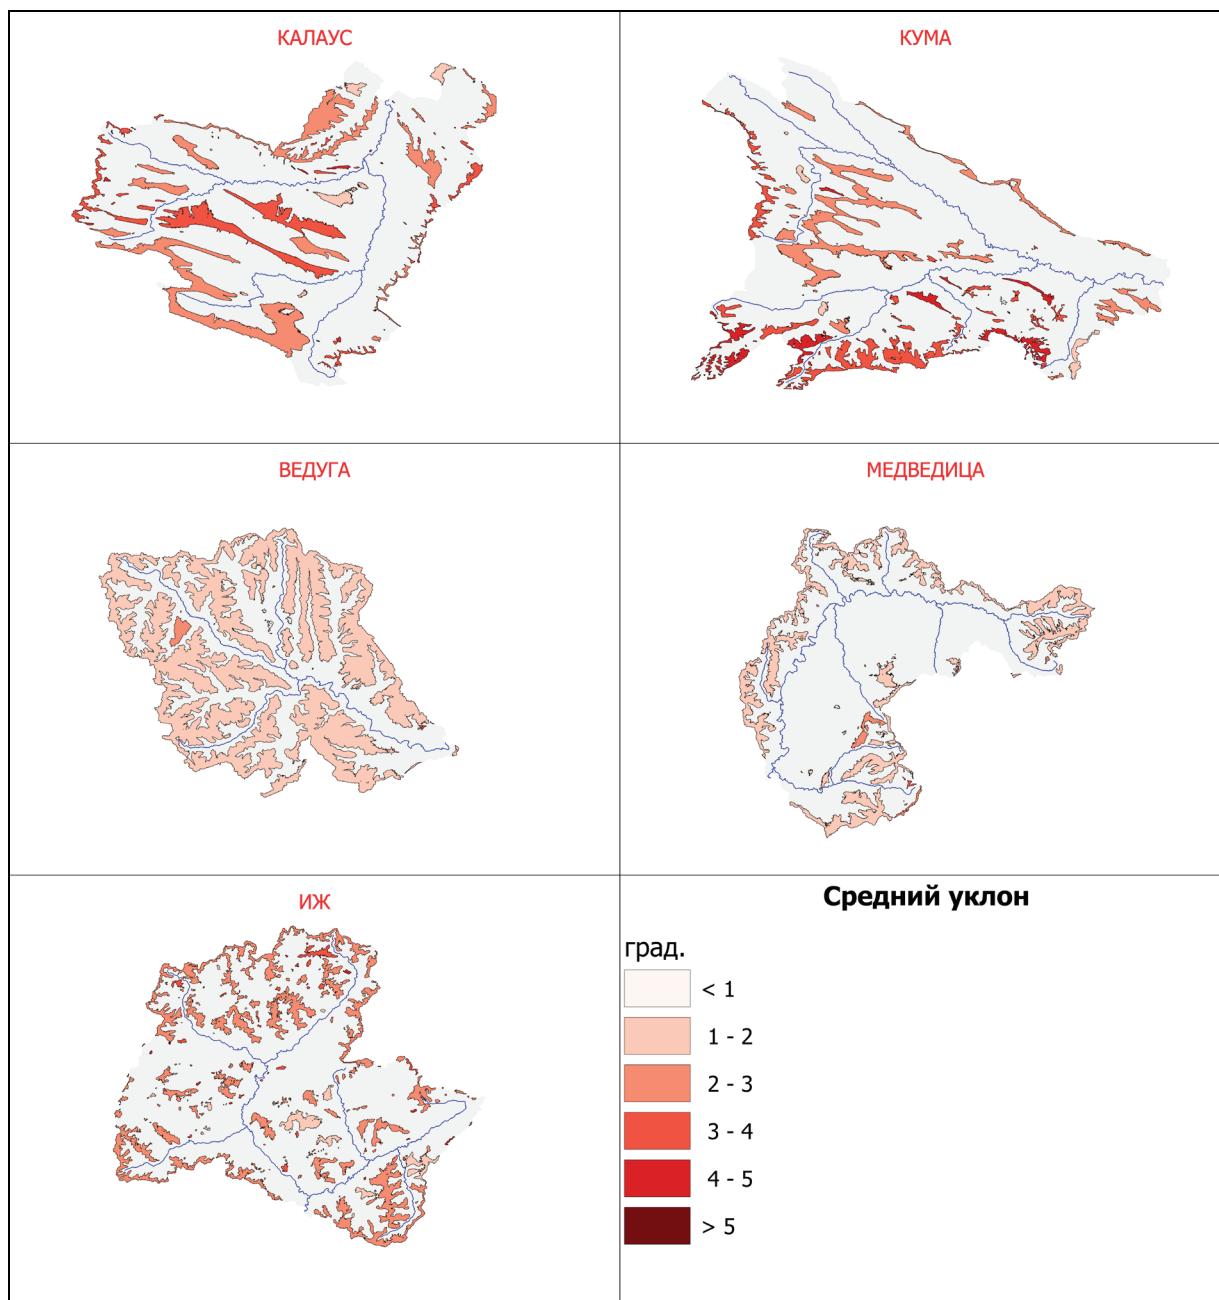 КАЛАУС
КУМА
ВЕДУГА
МЕДВЕДИЦА
ИЖ
Средний уклон
град.
< 1
1 - 2
2 - 3
3 - 4
4 - 5
> 5